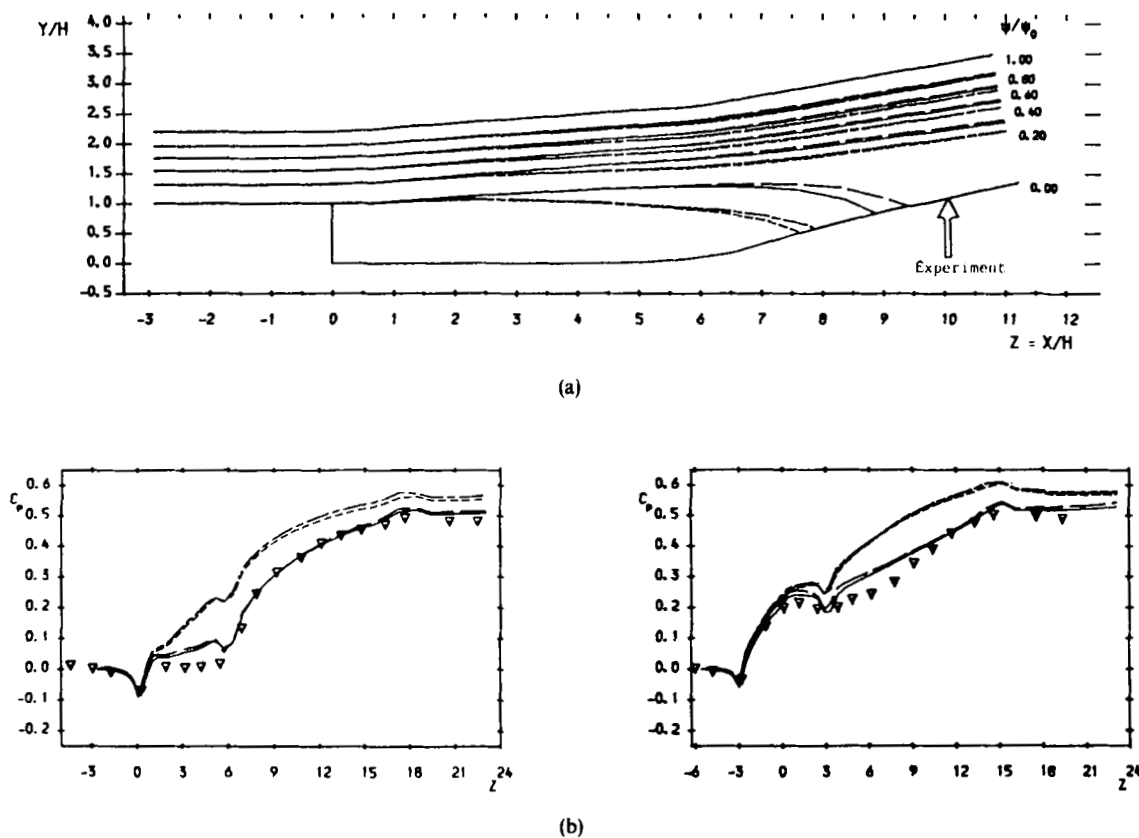 Y/H
4.0
3.5
3.0
2.5
2.0
1.5
1.0
0.5
0.0
-0.5
ψ/ψ₀
1.00
0.80
0.60
0.40
0.20
0.00
Experiment
-3 -2 -1 0 1 2 3 4 5 6 7 8 9 10 11 12
Z = X/H
(a)
0.6
Cp
0.5
0.4
0.3
0.2
0.1
0.0
-0.1
-0.2
-3 0 3 6 9 12 15 18 21 24
Z
0.6
Cp
0.5
0.4
0.3
0.2
0.1
0.0
-0.1
-0.2
-6 -3 0 3 6 9 12 15 18 21 24
Z
(b)